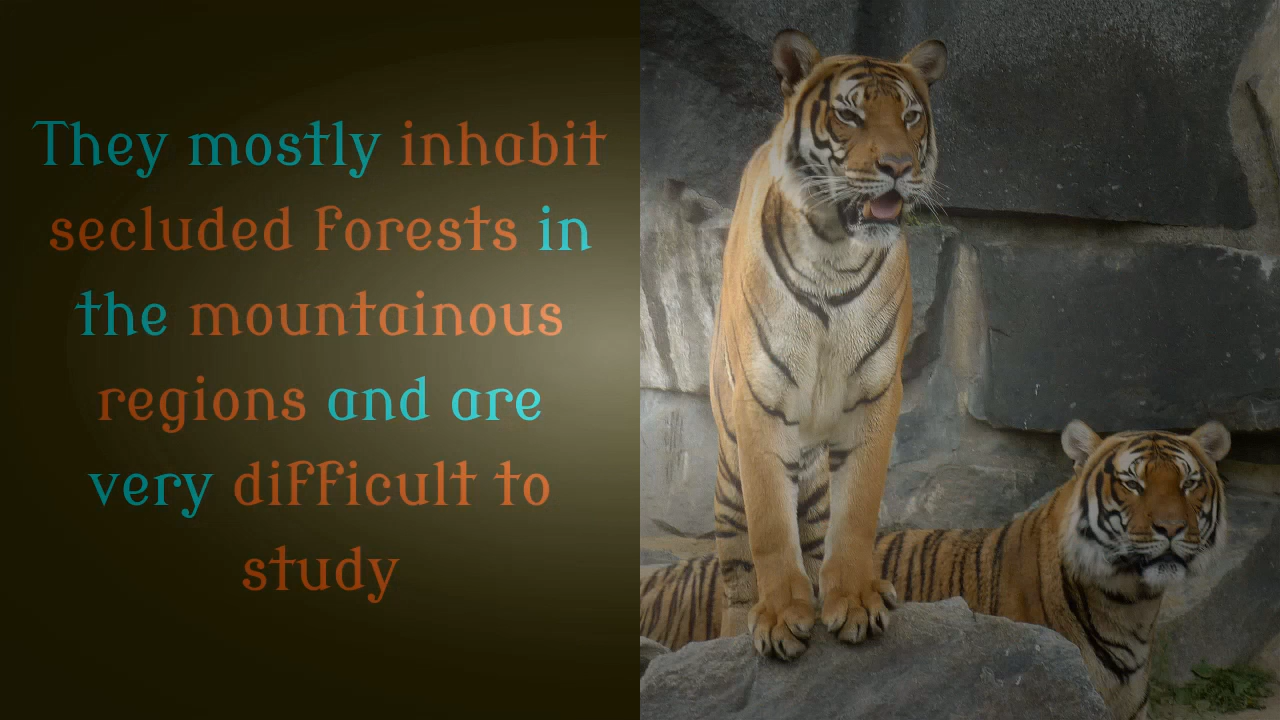 They mostly inhabit
secluded forests in
the mountainous
regions and are
very difficult to
study